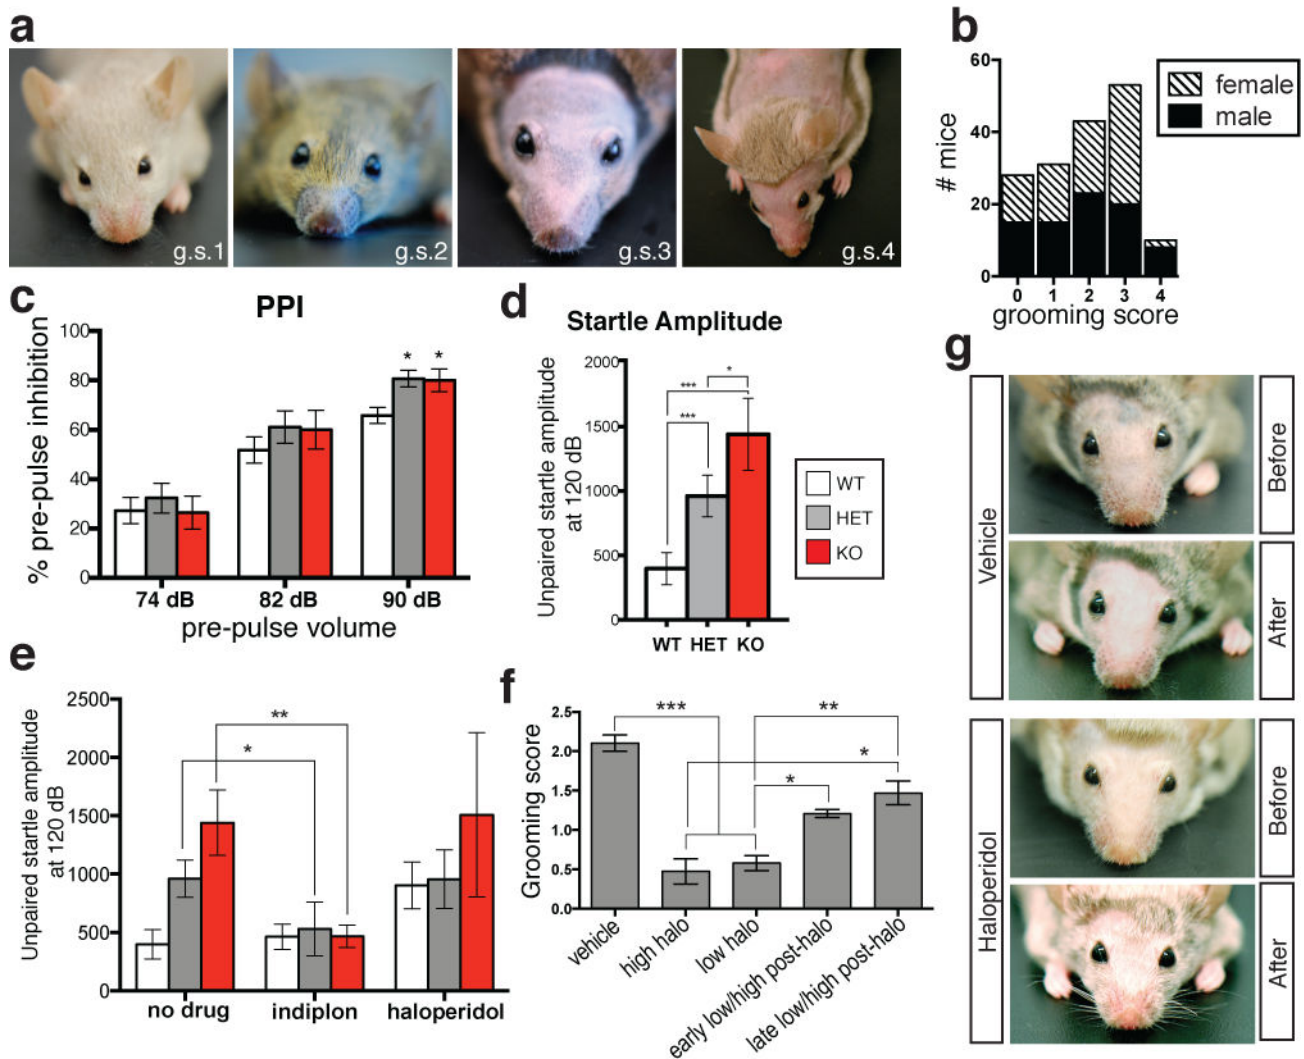 a
g.s.1
g.s.2
g.s.3
g.s.4
b
# mice
60
40
20
0
0 1 2 3 4
grooming score
female
male
c
PPI
% pre-pulse inhibition
100
80
60
40
20
0
* *
74 dB 82 dB 90 dB
pre-pulse volume
d
Startle Amplitude
Unpaired startle amplitude
at 120 dB
2000
1500
1000
500
0
*
***
***
WT HET KO
WT
HET
KO
e
Unpaired startle amplitude
at 120 dB
2500
2000
1500
1000
500
0
**
*
no drug indiplon haloperidol
f
Grooming score
2.5
2.0
1.5
1.0
0.5
0.0
***
**
*
*
vehicle
high halo
low halo
early low/high post-halo
late low/high post-halo
g
Vehicle
Before
After
Haloperidol
Before
After